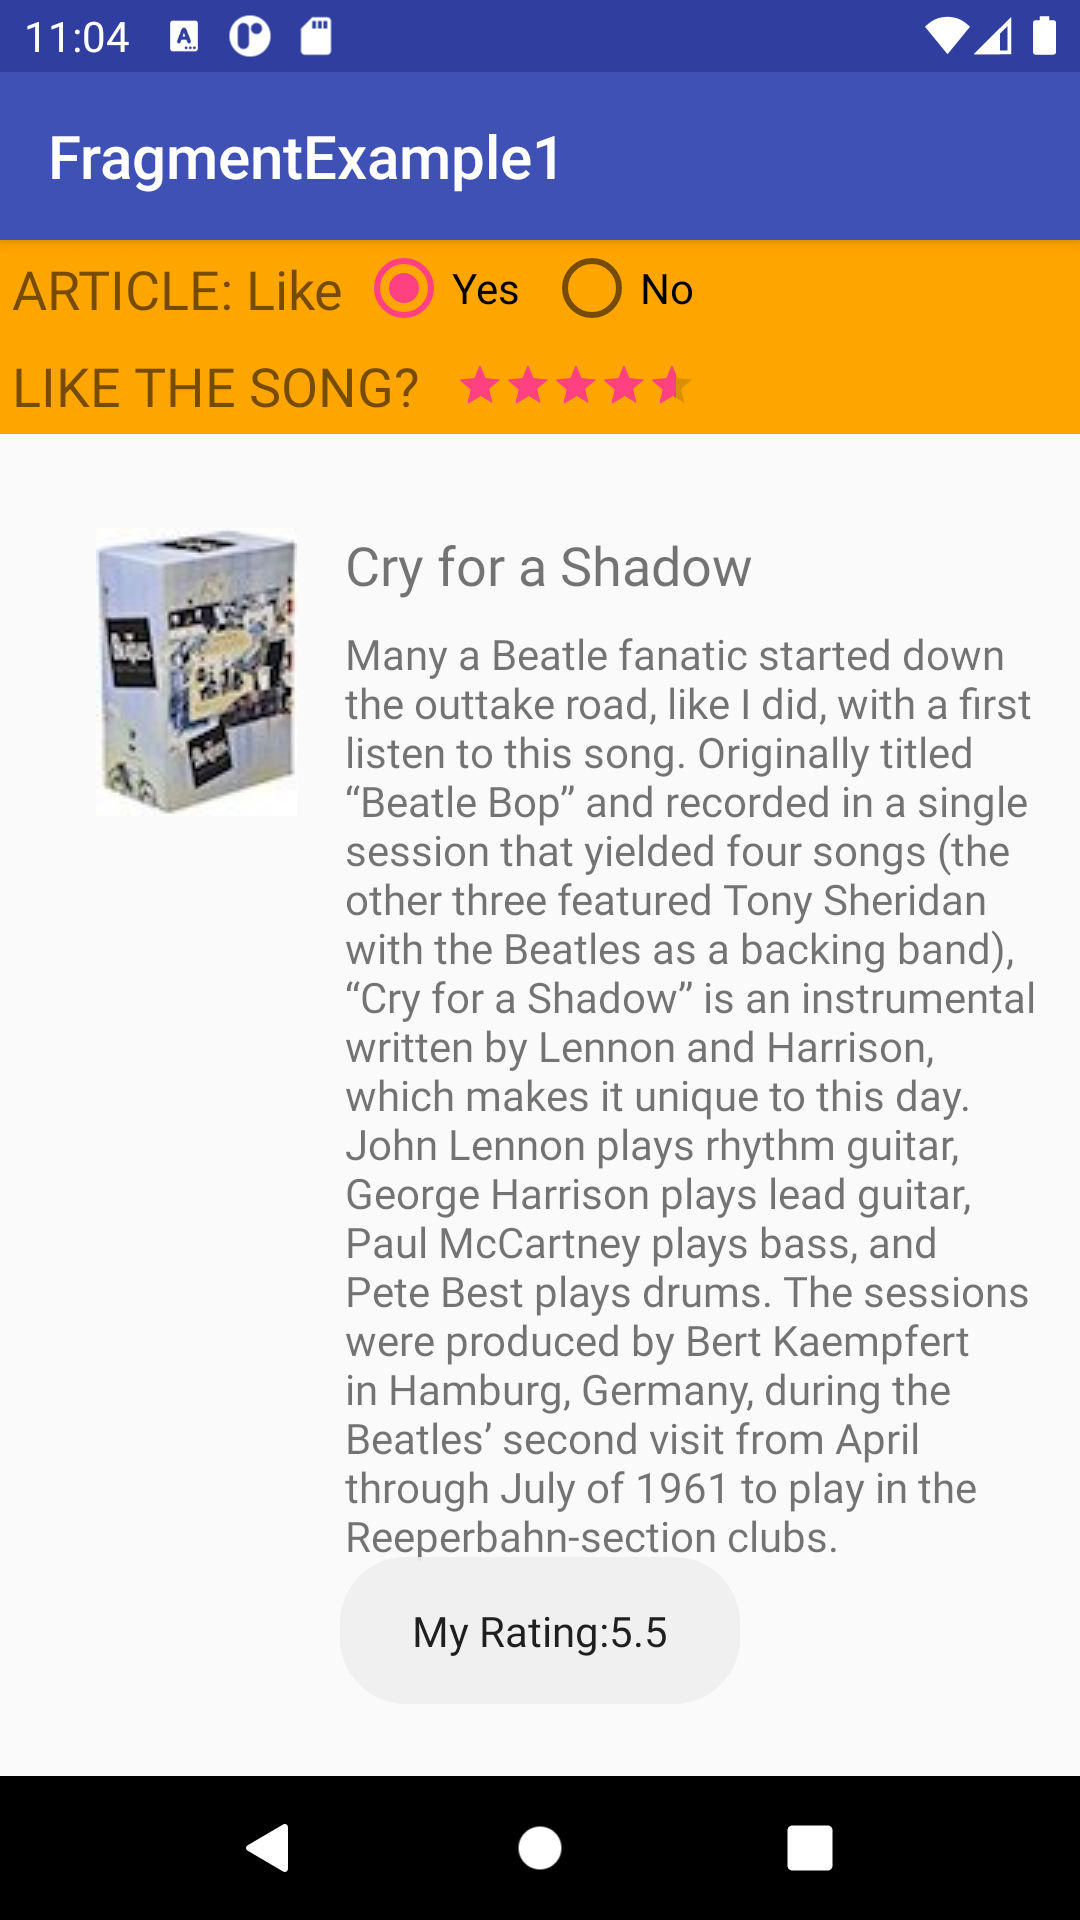 11:04
FragmentExample1
ARTICLE: Like Yes No
LIKE THE SONG?
Cry for a Shadow
Many a Beatle fanatic started down
the outtake road, like I did, with a first
listen to this song. Originally titled
“Beatle Bop” and recorded in a single
session that yielded four songs (the
other three featured Tony Sheridan
with the Beatles as a backing band),
“Cry for a Shadow” is an instrumental
written by Lennon and Harrison,
which makes it unique to this day.
John Lennon plays rhythm guitar,
George Harrison plays lead guitar,
Paul McCartney plays bass, and
Pete Best plays drums. The sessions
were produced by Bert Kaempfert
in Hamburg, Germany, during the
Beatles’ second visit from April
through July of 1961 to play in the
Reeperbahn-section clubs.
My Rating:5.5